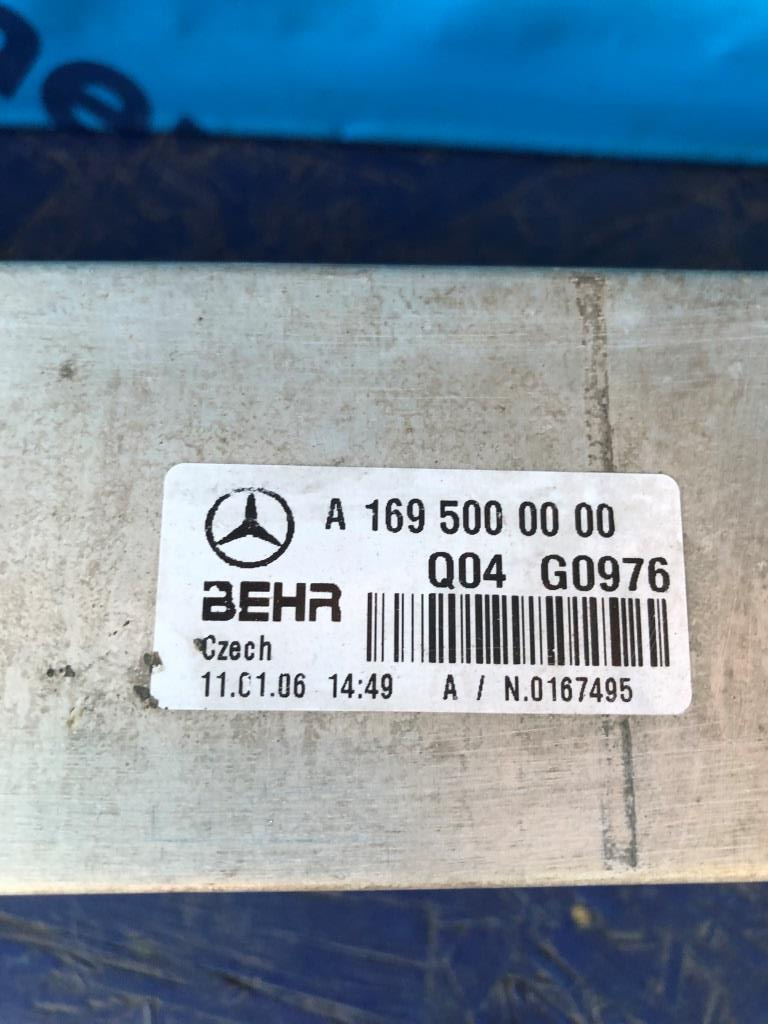 A 169 500 00 00
Q04 G0976
BEHR
Czech
11.01.06 14:49 A / N.0167495